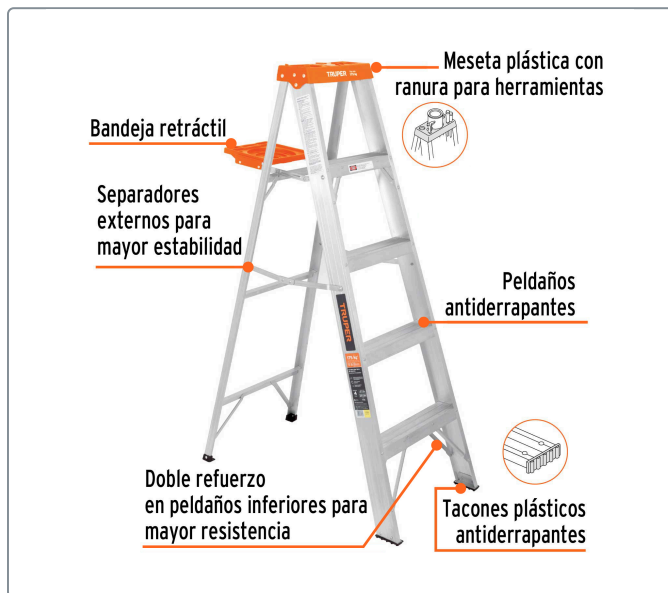 Meseta plástica con
ranura para herramientas
TRUPER
Bandeja retráctil
Separadores
externos para
mayor estabilidad
Peldaños
antiderrapantes
TRUPER
Doble refuerzo
en peldaños inferiores para
mayor resistencia
Tacones plásticos
antiderrapantes